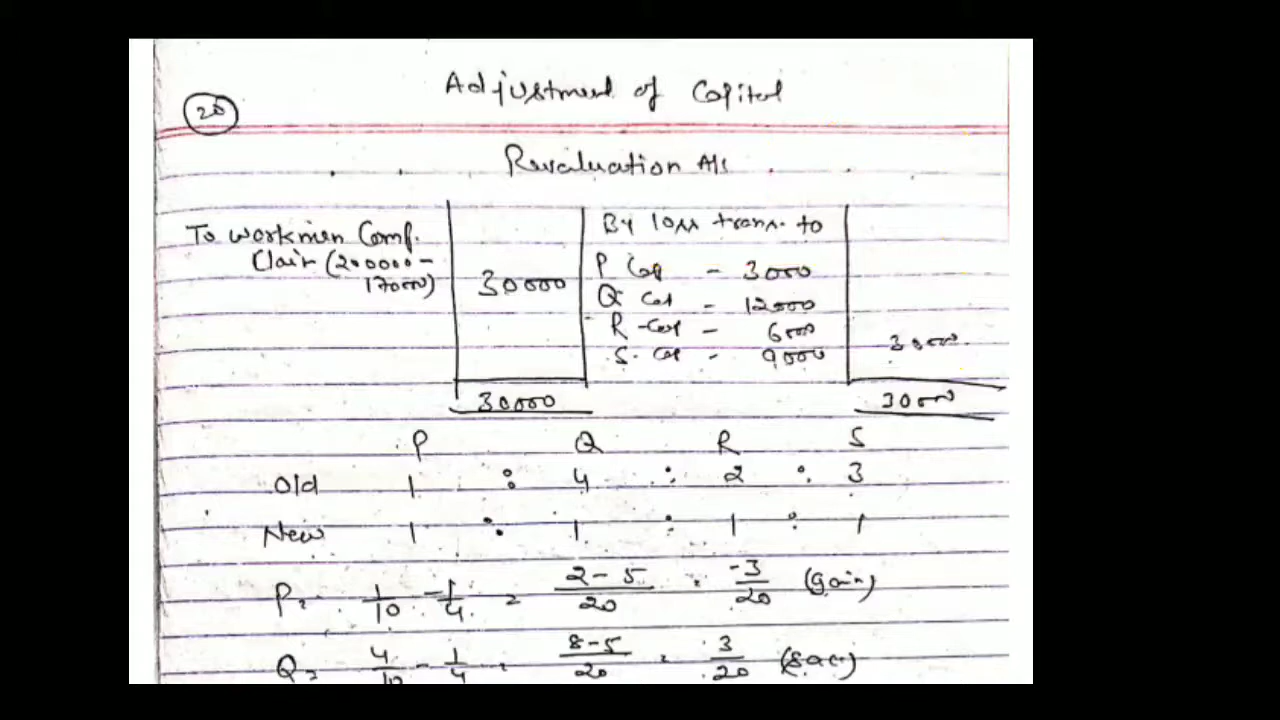 Adjustment of Capital
20
Revaluation A/c
To Workmen Comp. Claim (200000 - 17000) 30000
By loss trans. to
P Cap - 3000
Q Cap - 12000
R Cap - 6000
S. Cap - 9000 30000
30000 30000
P Q R S
Old 1 : 4 : 2 : 3
New 1 : 1 : 1 : 1
P = 1/10 - 1/4 = 2-5/20 = -3/20 (Gain)
Q = 4/10 - 1/4 = 8-5/20 = 3/20 (Sac.)